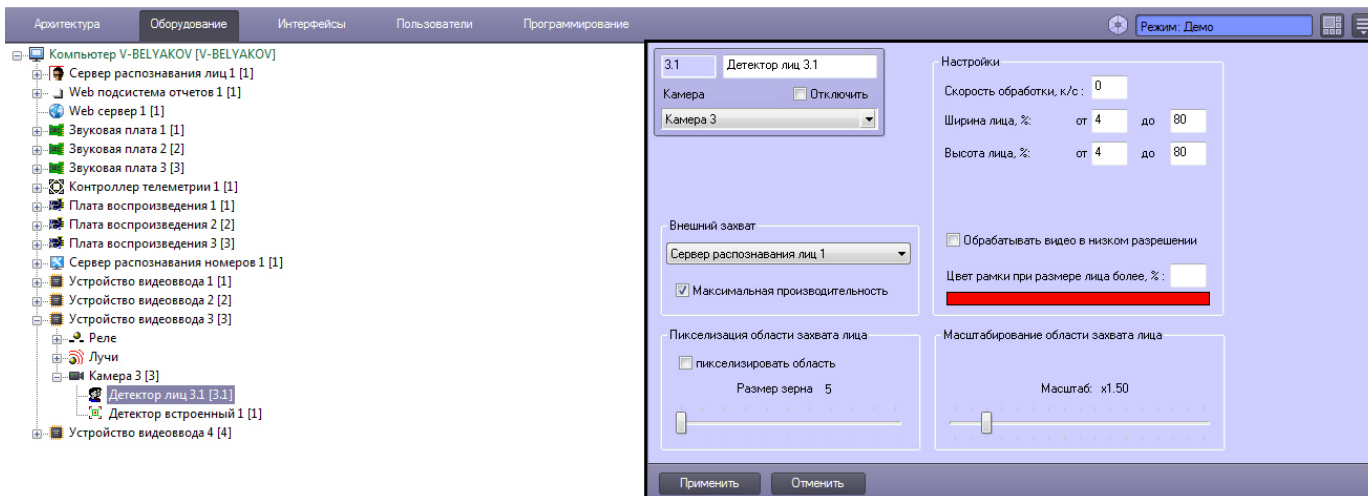 Архитектура Оборудование Интерфейсы Пользователи Программирование Режим: Демо
Компьютер V-BELYAKOV [V-BELYAKOV]
Сервер распознавания лиц 1 [1]
Web подсистема отчетов 1 [1]
Web сервер 1 [1]
Звуковая плата 1 [1]
Звуковая плата 2 [2]
Звуковая плата 3 [3]
Контроллер телеметрии 1 [1]
Плата воспроизведения 1 [1]
Плата воспроизведения 2 [2]
Плата воспроизведения 3 [3]
Сервер распознавания номеров 1 [1]
Устройство видеоввода 1 [1]
Устройство видеоввода 2 [2]
Устройство видеоввода 3 [3]
Реле
Лучи
Камера 3 [3]
Детектор лиц 3.1 [3.1]
Детектор встроенный 1 [1]
Устройство видеоввода 4 [4]
3.1 Детектор лиц 3.1
Камера Отключить
Камера 3
Настройки
Скорость обработки, к/с : 0
Ширина лица, %: от 4 до 80
Высота лица, %: от 4 до 80
Внешний захват
Сервер распознавания лиц 1
Максимальная производительность
Обрабатывать видео в низком разрешении
Цвет рамки при размере лица более, % :
Пикселизация области захвата лица
пикселизировать область
Размер зерна 5
Масштабирование области захвата лица
Масштаб: x1.50
Применить Отменить